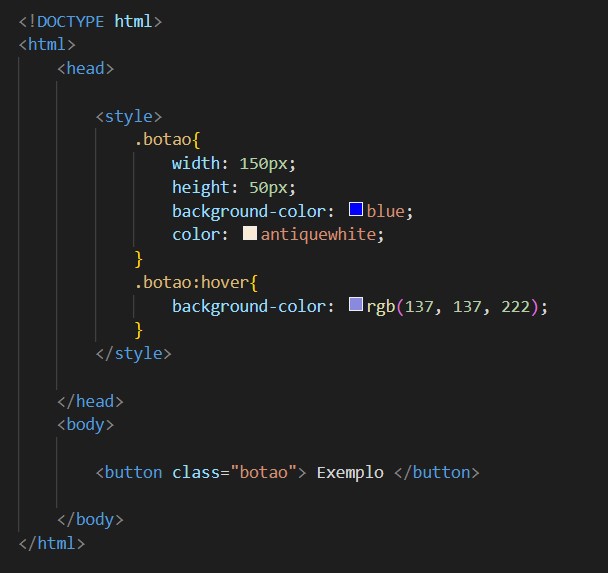 <!DOCTYPE html>
<html>
<head>
<style>
.botao{
width: 150px;
height: 50px;
background-color: blue;
color: antiquewhite;
}
.botao:hover{
background-color: rgb(137, 137, 222);
}
</style>
</head>
<body>
<button class="botao"> Exemplo </button>
</body>
</html>